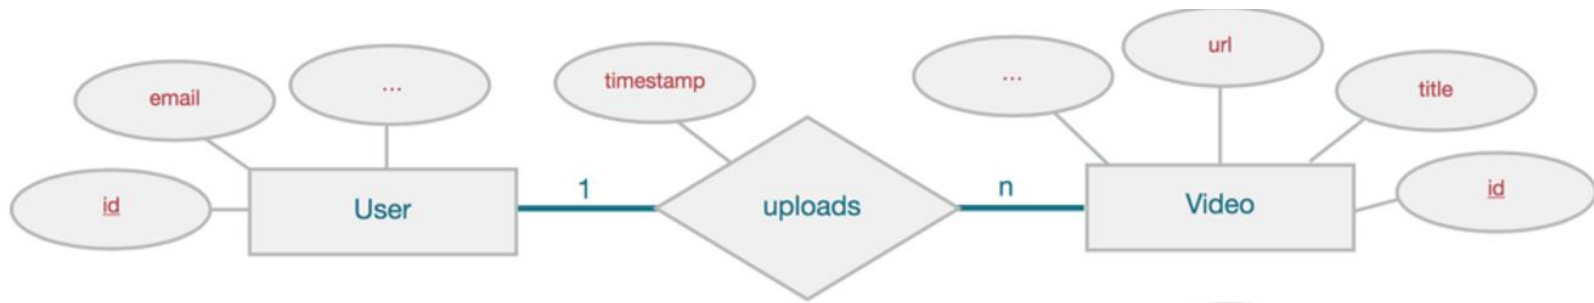 url
...
timestamp
...
title
email
1
n
id
User
uploads
Video
id